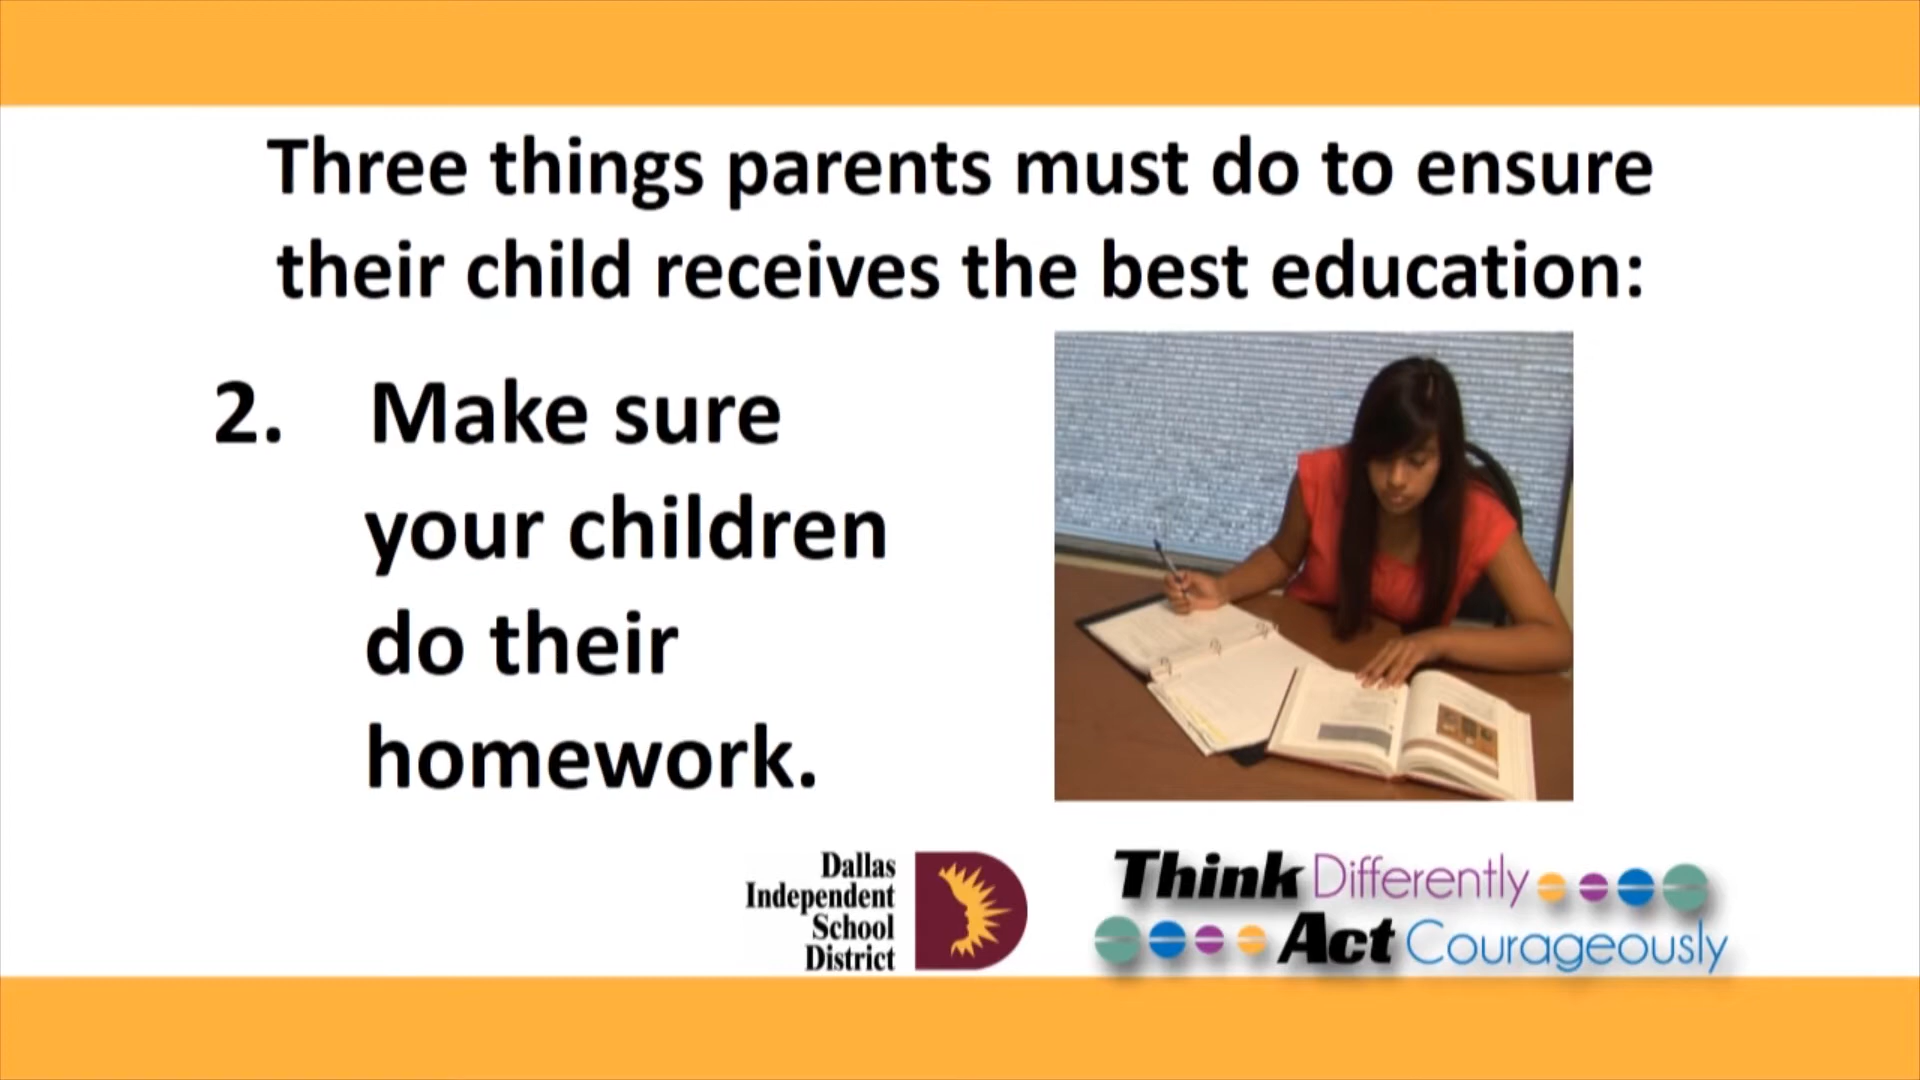 Three things parents must do to ensure
their child receives the best education:
2. Make sure
your children
do their
homework.
Dallas
Independent
School
District
Think Differently
Act Courageously